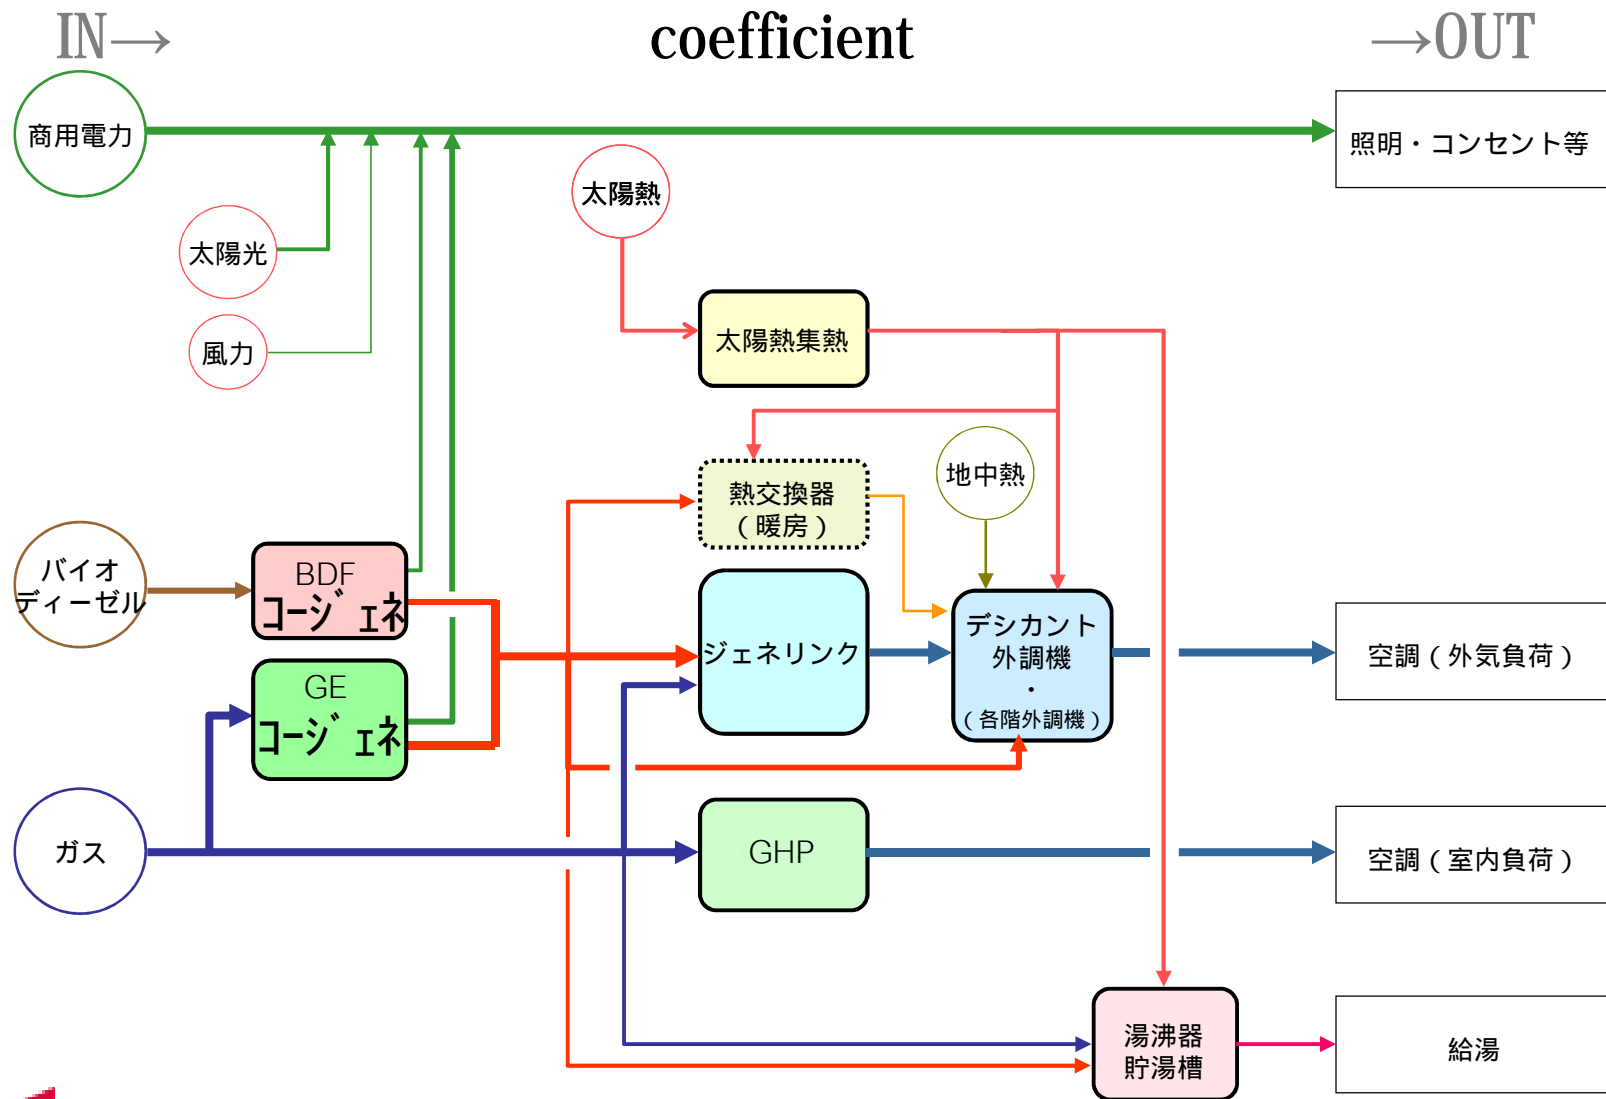 IN→
coefficient
→OUT
商用電力
照明・コンセント等
太陽熱
太陽光
風力
太陽熱集熱
地中熱
熱交換器
（暖房）
バイオ
ディーゼル
BDF
コージェネ
GE
コージェネ
ジェネリンク
デシカント
外調機
・
（各階外調機）
空調（外気負荷）
ガス
GHP
空調（室内負荷）
湯沸器
貯湯槽
給湯